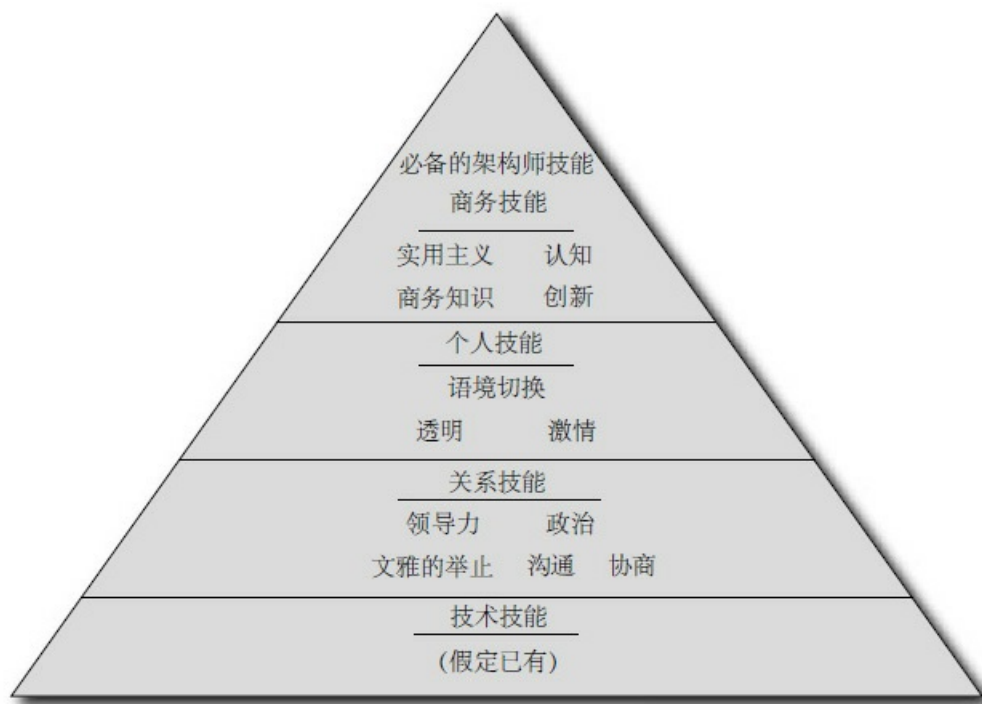 必备的架构师技能
商务技能
实用主义 认知
商务知识 创新
个人技能
语境切换
透明 激情
关系技能
领导力 政治
文雅的举止 沟通 协商
技术技能
(假定已有)